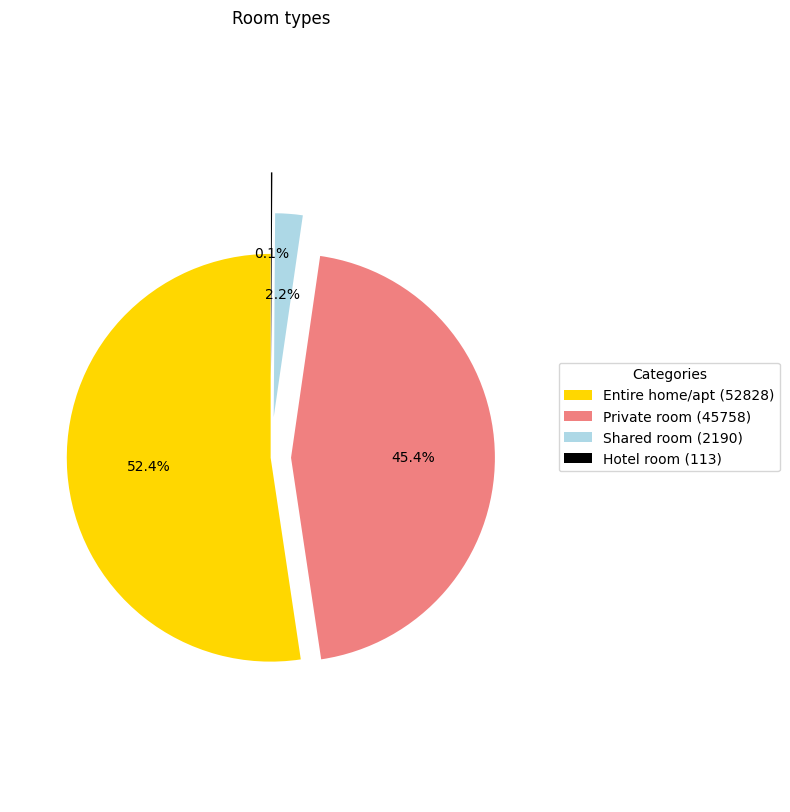 Room types
0.1%
2.2%
52.4%
45.4%
Categories
Entire home/apt (52828)
Private room (45758)
Shared room (2190)
Hotel room (113)